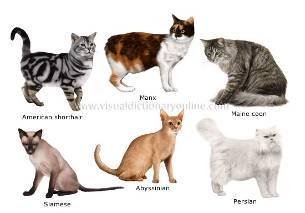 www.visualdictionaryonline.com
American shorthair
Manx
Maine coon
Siamese
Abyssinian
Persian